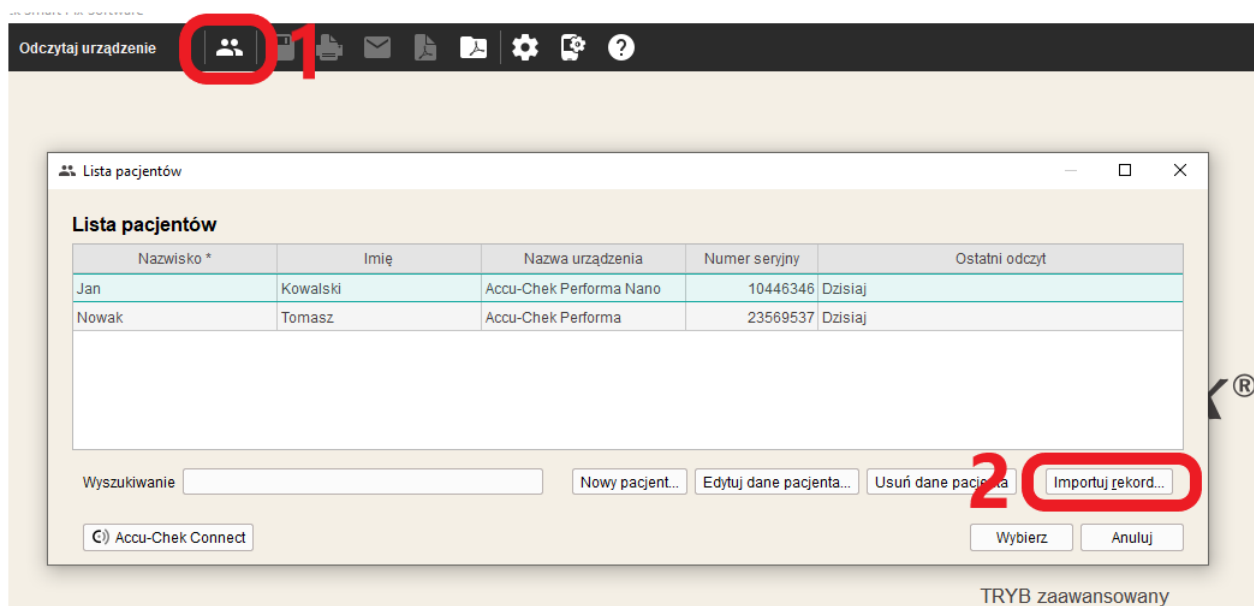 Odczytaj urządzenie
1
Lista pacjentów
Lista pacjentów
Nazwisko * Imię Nazwa urządzenia Numer seryjny Ostatni odczyt
Jan Kowalski Accu-Chek Performa Nano 10446346 Dzisiaj
Nowak Tomasz Accu-Chek Performa 23569537 Dzisiaj
®
Wyszukiwanie Nowy pacjent... Edytuj dane pacjenta... Usuń dane pacjenta 2 Importuj rekord...
Accu-Chek Connect Wybierz Anuluj
TRYB zaawansowany